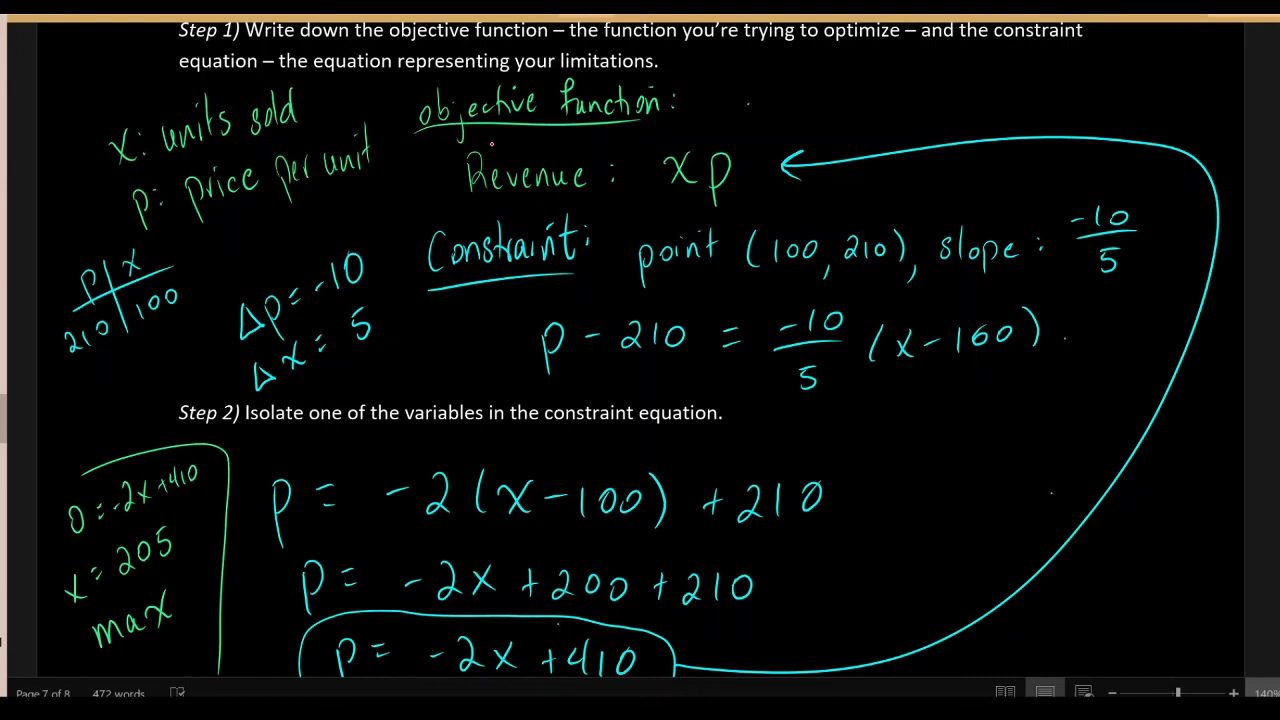 Step 1) Write down the objective function – the function you’re trying to optimize – and the constraint
equation – the equation representing your limitations.
x: units sold
p: price per unit
objective function:
Revenue: xp
p | x
210 | 100
Δp = -10
Δx = 5
Constraint: point (100, 210), slope: -10/5
p - 210 = -10/5 (x - 160)
Step 2) Isolate one of the variables in the constraint equation.
0 = -2x + 410
x = 205
max
p = -2(x - 100) + 210
p = -2x + 200 + 210
p = -2x + 410
Page 7 of 8 472 words
140%